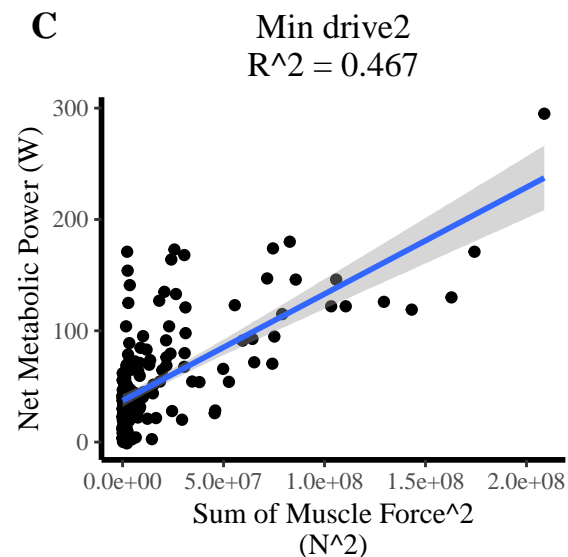 C
Min drive2
R^2 = 0.467
Net Metabolic Power (W)
300
200
100
0
0.0e+00 5.0e+07 1.0e+08 1.5e+08 2.0e+08
Sum of Muscle Force^2
(N^2)